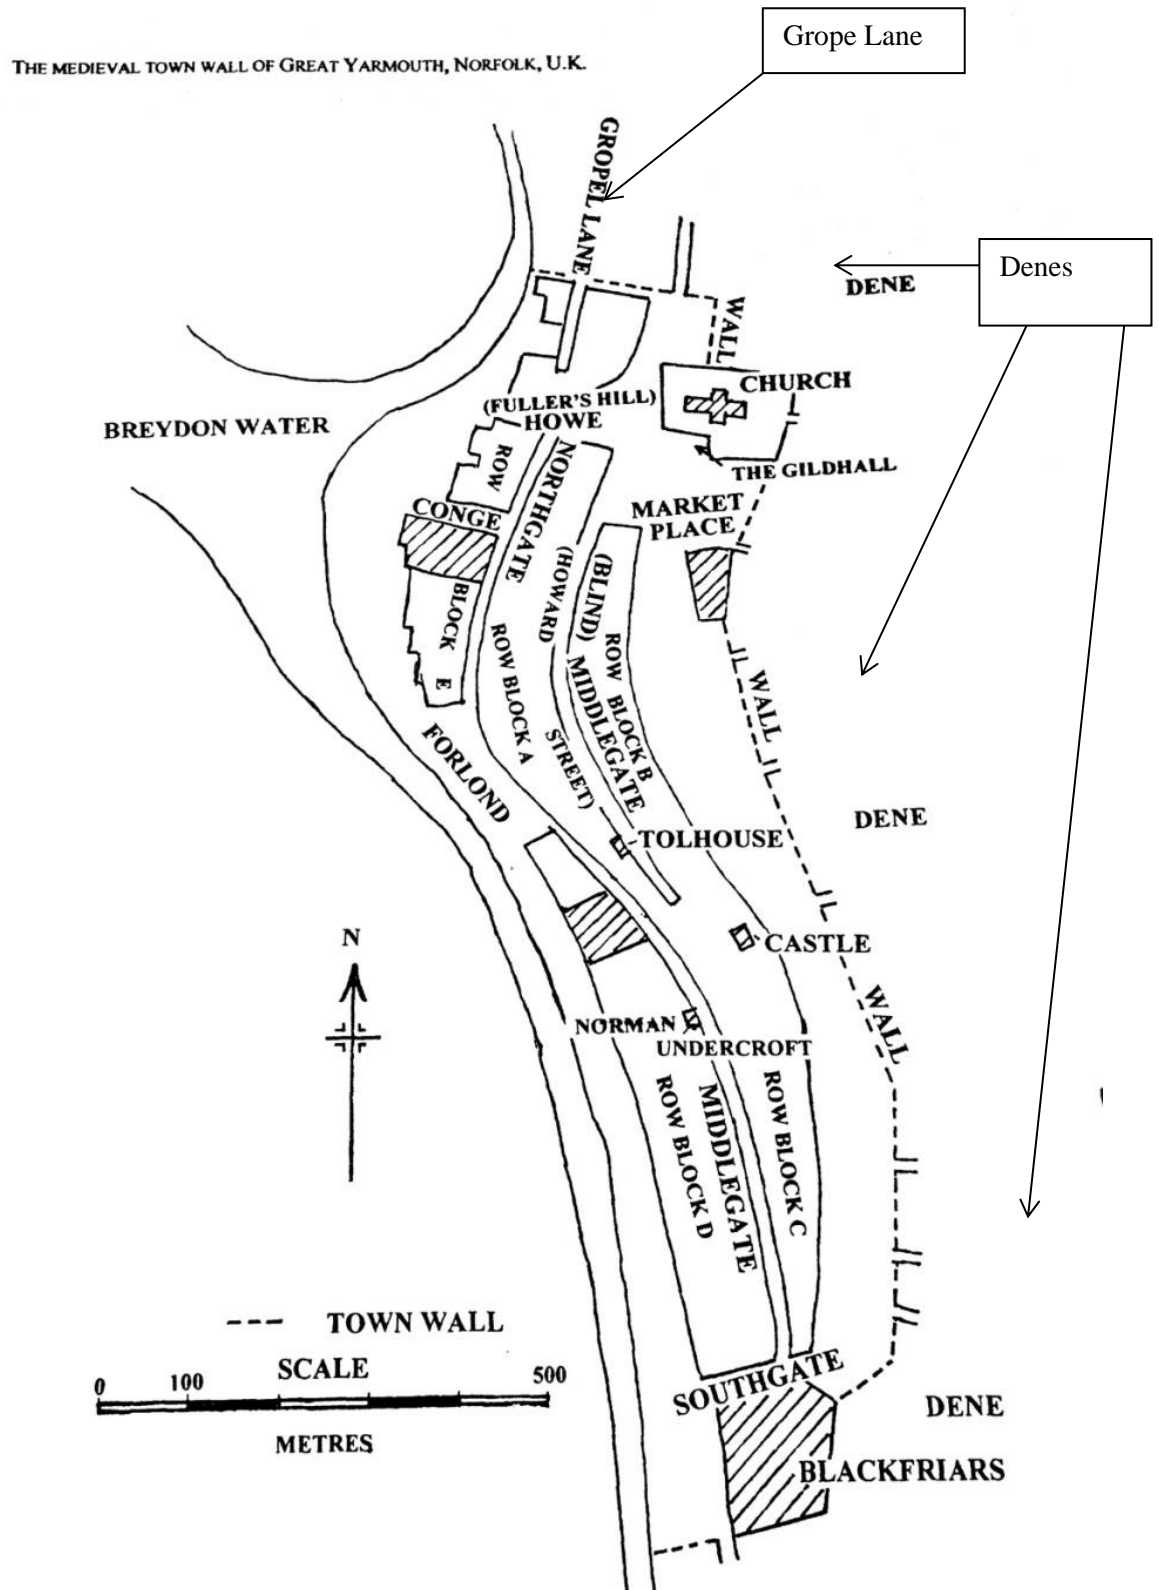 Grope Lane
THE MEDIEVAL TOWN WALL OF GREAT YARMOUTH, NORFOLK, U.K.
GROPEL LANE
Denes
DENE
WALL
CHURCH
(FULLER'S HILL)
HOWE
BREYDON WATER
ROW
NORTHGATE
THE GILDHALL
MARKET
PLACE
CONGE
(HOWARD
STREET)
(BLIND)
MIDDLEGATE
BLOCK E
ROW BLOCK A
ROW BLOCK B
WALL
FORLOND
DENE
TOLHOUSE
N
CASTLE
WALL
NORMAN
UNDERCROFT
ROW BLOCK D
MIDDLEGATE
ROW BLOCK C
TOWN WALL
SCALE
0 100 500
METRES
SOUTHGATE
DENE
BLACKFRIARS